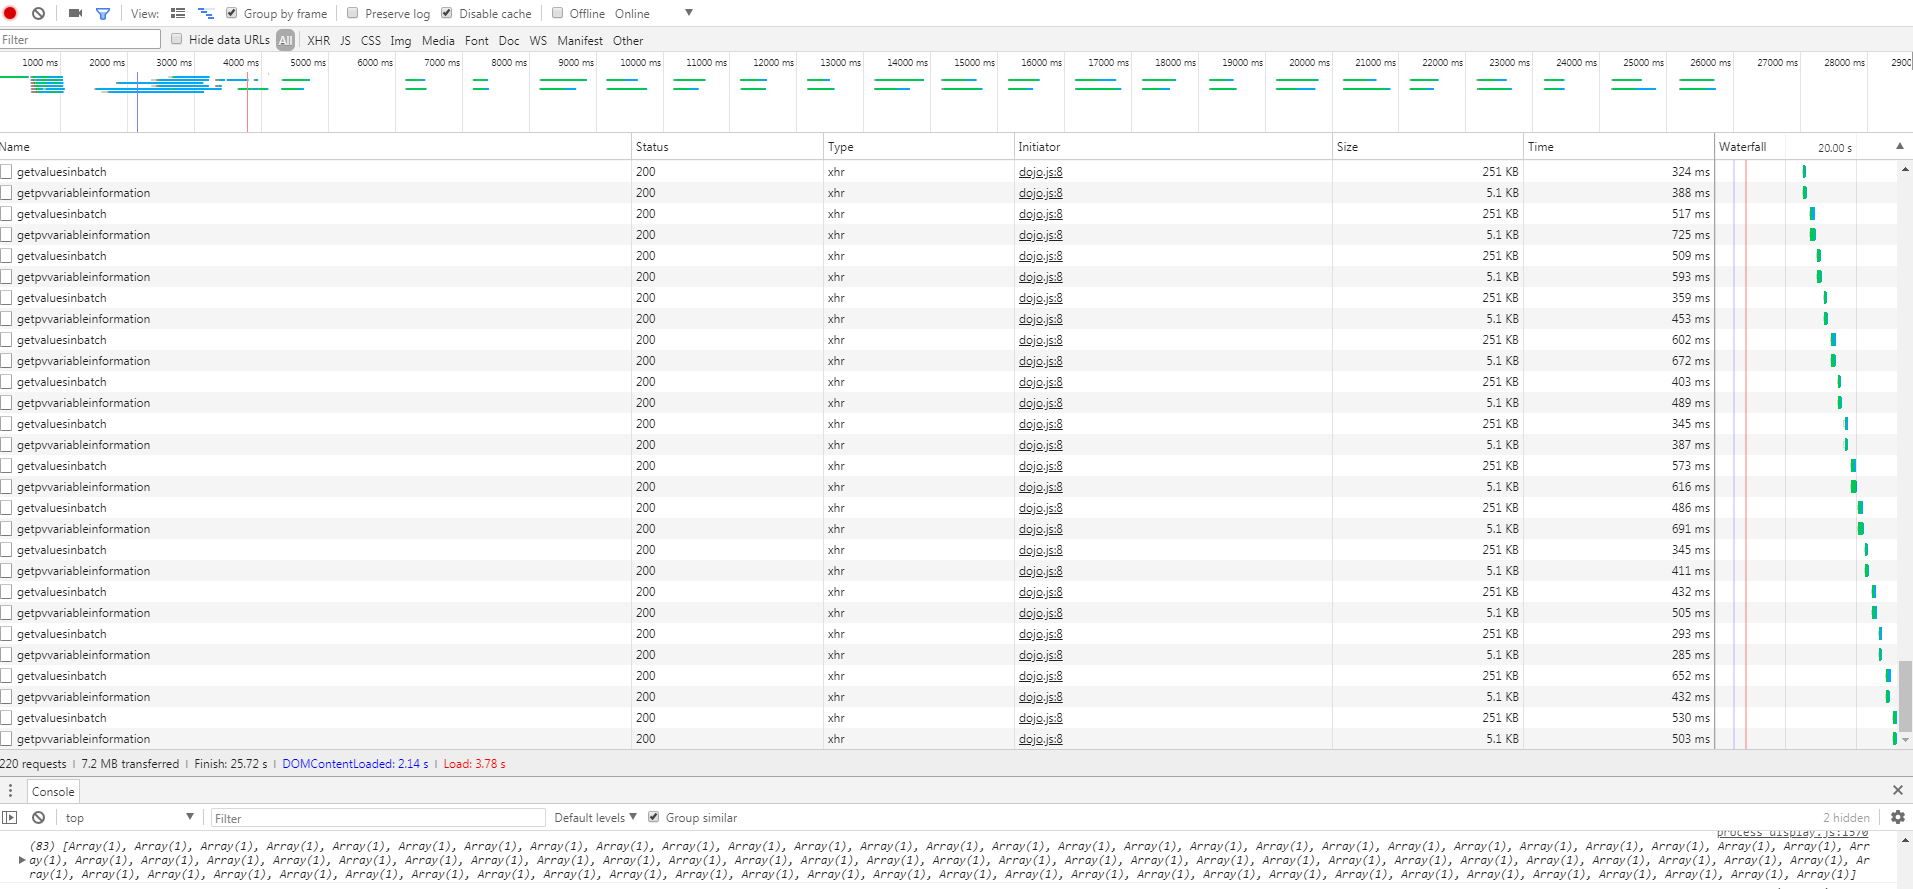 View: Group by frame Preserve log Disable cache Offline Online
Filter Hide data URLs All XHR JS CSS Img Media Font Doc WS Manifest Other
1000 ms 2000 ms 3000 ms 4000 ms 5000 ms 6000 ms 7000 ms 8000 ms 9000 ms 10000 ms 11000 ms 12000 ms 13000 ms 14000 ms 15000 ms 16000 ms 17000 ms 18000 ms 19000 ms 20000 ms 21000 ms 22000 ms 23000 ms 24000 ms 25000 ms 26000 ms 27000 ms 28000 ms 2900
Name Status Type Initiator Size Time Waterfall 20.00 s
getvaluesinbatch 200 xhr dojo.js:8 251 KB 324 ms
getpvvariableinformation 200 xhr dojo.js:8 5.1 KB 388 ms
getvaluesinbatch 200 xhr dojo.js:8 251 KB 517 ms
getpvvariableinformation 200 xhr dojo.js:8 5.1 KB 725 ms
getvaluesinbatch 200 xhr dojo.js:8 251 KB 509 ms
getpvvariableinformation 200 xhr dojo.js:8 5.1 KB 593 ms
getvaluesinbatch 200 xhr dojo.js:8 251 KB 359 ms
getpvvariableinformation 200 xhr dojo.js:8 5.1 KB 453 ms
getvaluesinbatch 200 xhr dojo.js:8 251 KB 602 ms
getpvvariableinformation 200 xhr dojo.js:8 5.1 KB 672 ms
getvaluesinbatch 200 xhr dojo.js:8 251 KB 403 ms
getpvvariableinformation 200 xhr dojo.js:8 5.1 KB 489 ms
getvaluesinbatch 200 xhr dojo.js:8 251 KB 345 ms
getpvvariableinformation 200 xhr dojo.js:8 5.1 KB 387 ms
getvaluesinbatch 200 xhr dojo.js:8 251 KB 573 ms
getpvvariableinformation 200 xhr dojo.js:8 5.1 KB 616 ms
getvaluesinbatch 200 xhr dojo.js:8 251 KB 486 ms
getpvvariableinformation 200 xhr dojo.js:8 5.1 KB 691 ms
getvaluesinbatch 200 xhr dojo.js:8 251 KB 345 ms
getpvvariableinformation 200 xhr dojo.js:8 5.1 KB 411 ms
getvaluesinbatch 200 xhr dojo.js:8 251 KB 432 ms
getpvvariableinformation 200 xhr dojo.js:8 5.1 KB 505 ms
getvaluesinbatch 200 xhr dojo.js:8 251 KB 293 ms
getpvvariableinformation 200 xhr dojo.js:8 5.1 KB 285 ms
getvaluesinbatch 200 xhr dojo.js:8 251 KB 652 ms
getpvvariableinformation 200 xhr dojo.js:8 5.1 KB 432 ms
getvaluesinbatch 200 xhr dojo.js:8 251 KB 530 ms
getpvvariableinformation 200 xhr dojo.js:8 5.1 KB 503 ms
220 requests | 7.2 MB transferred | Finish: 25.72 s | DOMContentLoaded: 2.14 s | Load: 3.78 s
Console
top Filter Default levels Group similar 2 hidden
process_display.js:1570
(83) [Array(1), Array(1), Array(1), Array(1), Array(1), Array(1), Array(1), Array(1), Array(1), Array(1), Array(1), Array(1), Array(1), Array(1), Array(1), Array(1), Array(1), Array(1), Array(1), Array(1), Array(1), Array(1), Array(1), Array(1), Array(1), Array(1), Array(1), Arr
ay(1), Array(1), Array(1), Array(1), Array(1), Array(1), Array(1), Array(1), Array(1), Array(1), Array(1), Array(1), Array(1), Array(1), Array(1), Array(1), Array(1), Array(1), Array(1), Array(1), Array(1), Array(1), Array(1), Array(1), Array(1), Array(1), Array(1), Array(1), Ar
ray(1), Array(1), Array(1), Array(1), Array(1), Array(1), Array(1), Array(1), Array(1), Array(1), Array(1), Array(1), Array(1), Array(1), Array(1), Array(1), Array(1), Array(1), Array(1), Array(1), Array(1), Array(1), Array(1), Array(1), Array(1), Array(1), Array(1), Array(1)]